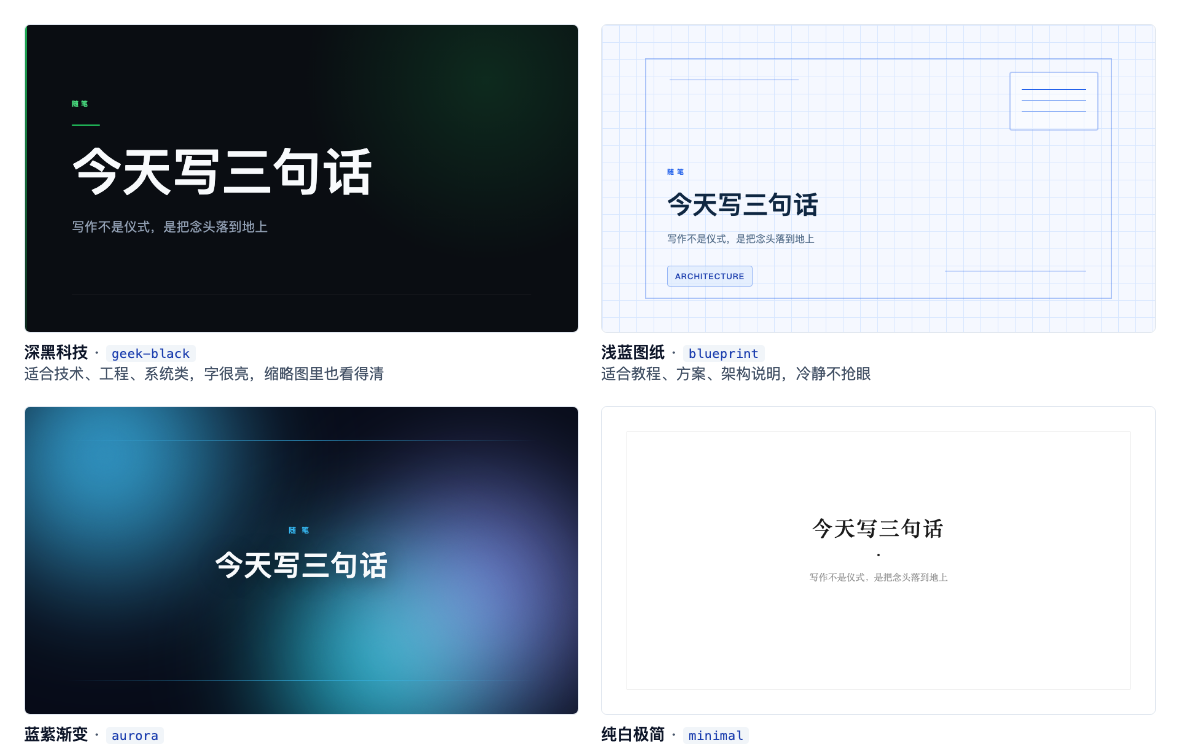 随笔
今天写三句话
写作不是仪式，是把念头落到地上
深黑科技 · geek-black
适合技术、工程、系统类，字很亮，缩略图里也看得清
随笔
今天写三句话
写作不是仪式，是把念头落到地上
ARCHITECTURE
浅蓝图纸 · blueprint
适合教程、方案、架构说明，冷静不抢眼
随笔
今天写三句话
蓝紫渐变 · aurora
今天写三句话
写作不是仪式，是把念头落到地上
纯白极简 · minimal